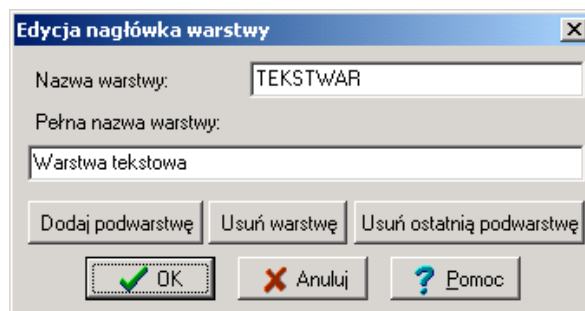 Edycja nagłówka warstwy
Nazwa warstwy: TEKSTWAR
Pełna nazwa warstwy:
Warstwa tekstowa
Dodaj podwarstwę Usuń warstwę Usuń ostatnią podwarstwę
OK Anuluj Pomoc